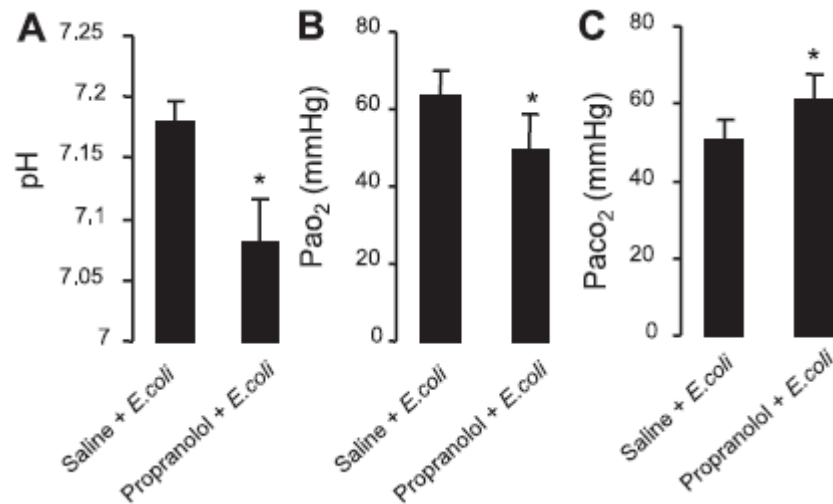 A
pH
7.25
7.2
7.15
7.1
7.05
7
*
Saline + E.coli
Propranolol + E.coli
B
Pao2 (mmHg)
80
60
40
20
0
*
Saline + E.coli
Propranolol + E.coli
C
Paco2 (mmHg)
80
60
40
20
0
*
Saline + E.coli
Propranolol + E.coli